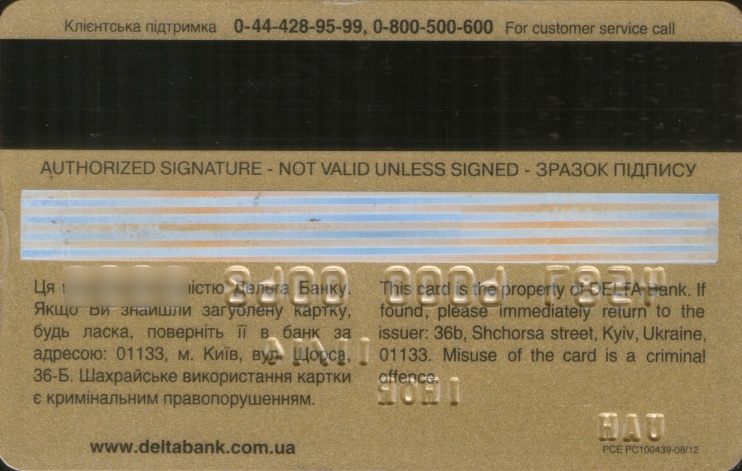 Клієнтська підтримка 0-44-428-95-99, 0-800-500-600 For customer service call
AUTHORIZED SIGNATURE - NOT VALID UNLESS SIGNED - ЗРАЗОК ПІДПИСУ
Ця ністю Дельта Банку.
Якщо Ви знайшли загублену картку,
будь ласка, поверніть її в банк за
адресою: 01133, м. Київ, вул. Щорса,
36-Б. Шахрайське використання картки
є кримінальним правопорушенням.
This card is the property of DELTA Bank. If
found, please immediately return to the
issuer: 36b, Shchorsa street, Kyiv, Ukraine,
01133. Misuse of the card is a criminal
offence.
www.deltabank.com.ua
PCE PC100439-08/12